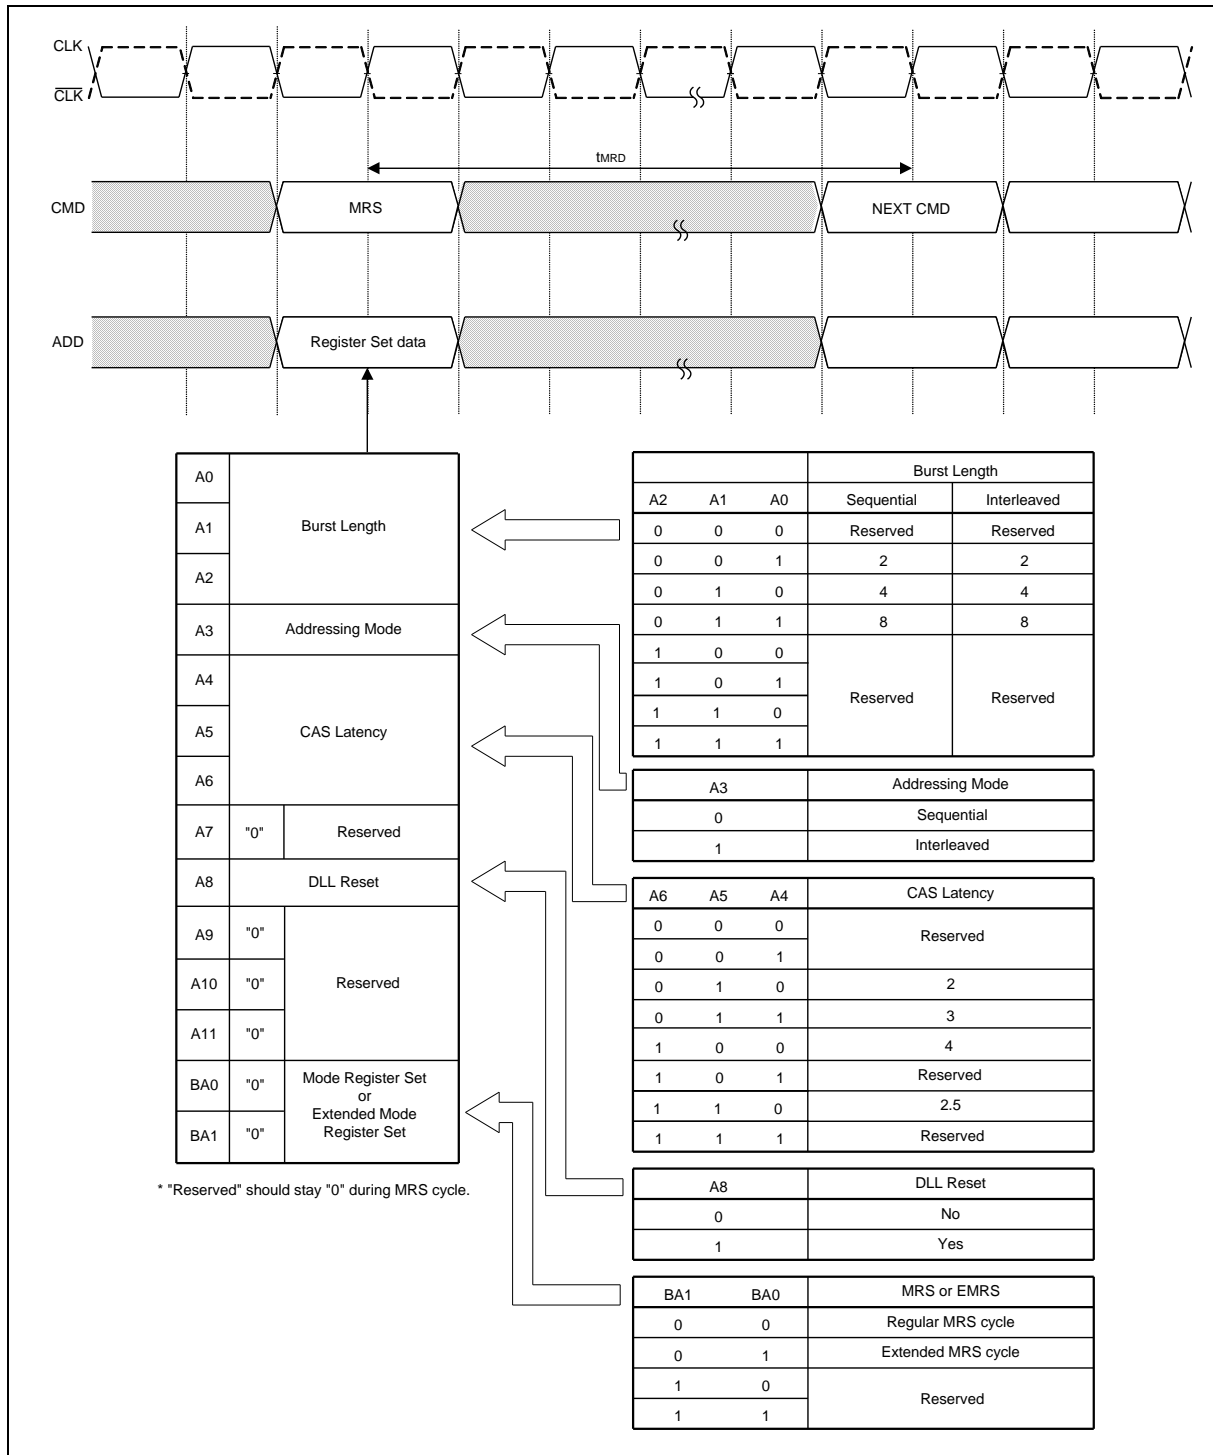 CLK
CLK
tMRD
CMD
MRS
NEXT CMD
ADD
Register Set data
A0
A1
Burst Length
A2
A3 Addressing Mode
A4
A5
CAS Latency
A6
A7 "0" Reserved
A8 DLL Reset
A9 "0"
A10 "0" Reserved
A11 "0"
BA0 "0"
BA1 "0"
Mode Register Set
or
Extended Mode
Register Set
* "Reserved" should stay "0" during MRS cycle.
Burst Length
A2 A1 A0 Sequential Interleaved
0 0 0 Reserved Reserved
0 0 1 2 2
0 1 0 4 4
0 1 1 8 8
1 0 0
1 0 1
Reserved Reserved
1 1 0
1 1 1
A3 Addressing Mode
0 Sequential
1 Interleaved
A6 A5 A4 CAS Latency
0 0 0
Reserved
0 0 1
0 1 0 2
0 1 1 3
1 0 0 4
1 0 1 Reserved
1 1 0 2.5
1 1 1 Reserved
A8 DLL Reset
0 No
1 Yes
BA1 BA0 MRS or EMRS
0 0 Regular MRS cycle
0 1 Extended MRS cycle
1 0
Reserved
1 1